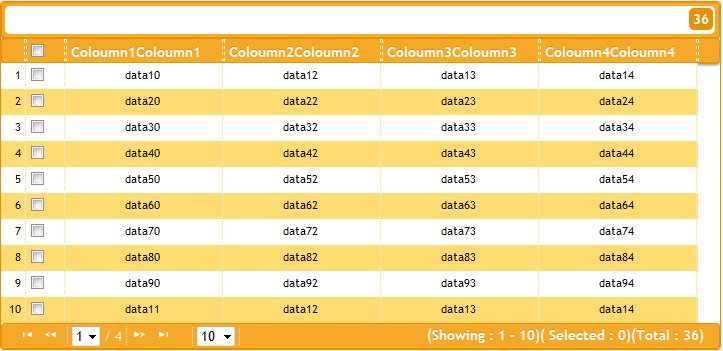 36
Coloumn1Coloumn1 Coloumn2Coloumn2 Coloumn3Coloumn3 Coloumn4Coloumn4
1 data10 data12 data13 data14
2 data20 data22 data23 data24
3 data30 data32 data33 data34
4 data40 data42 data43 data44
5 data50 data52 data53 data54
6 data60 data62 data63 data64
7 data70 data72 data73 data74
8 data80 data82 data83 data84
9 data90 data92 data93 data94
10 data11 data12 data13 data14
1 / 4 10 (Showing : 1 - 10)( Selected : 0)(Total : 36)